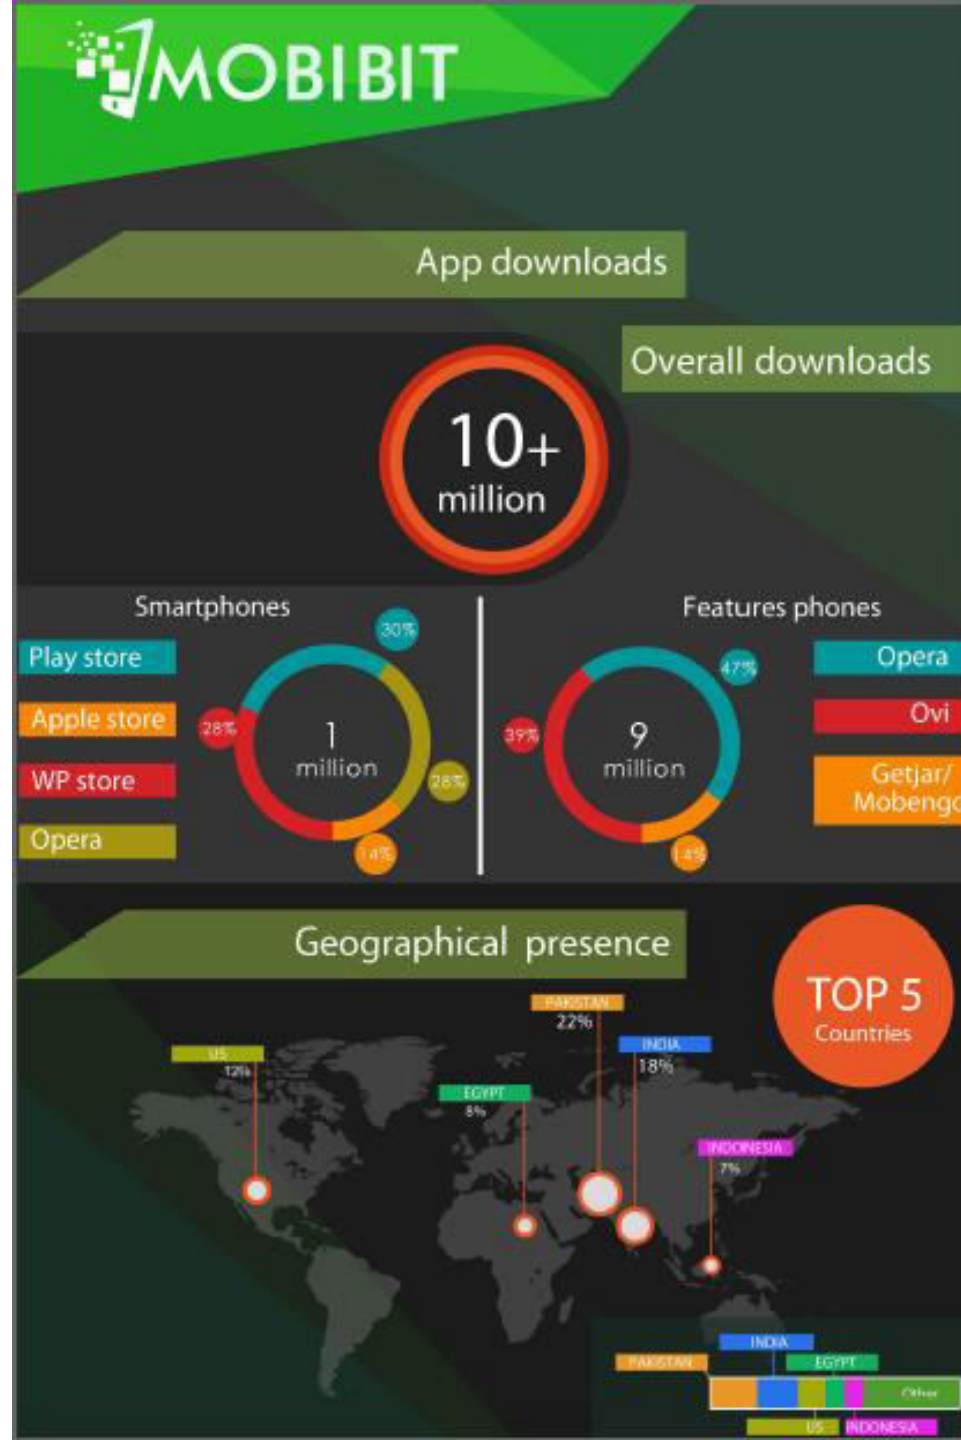 MOBIBIT
App downloads
Overall downloads
10+
million
Smartphones
Features phones
Play store
Apple store
WP store
Opera
30%
28%
28%
14%
1
million
47%
39%
14%
9
million
Opera
Ovi
Getjar/
Mobengo
Geographical presence
TOP 5
Countries
PAKISTAN
22%
US
12%
INDIA
18%
EGYPT
8%
INDONESIA
7%
INDIA
PAKISTAN
EGYPT
Other
US
INDONESIA